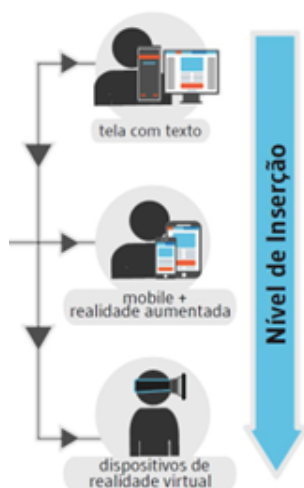 tela com texto
mobile +
realidade aumentada
dispositivos de
realidade virtual
Nível de Inserção